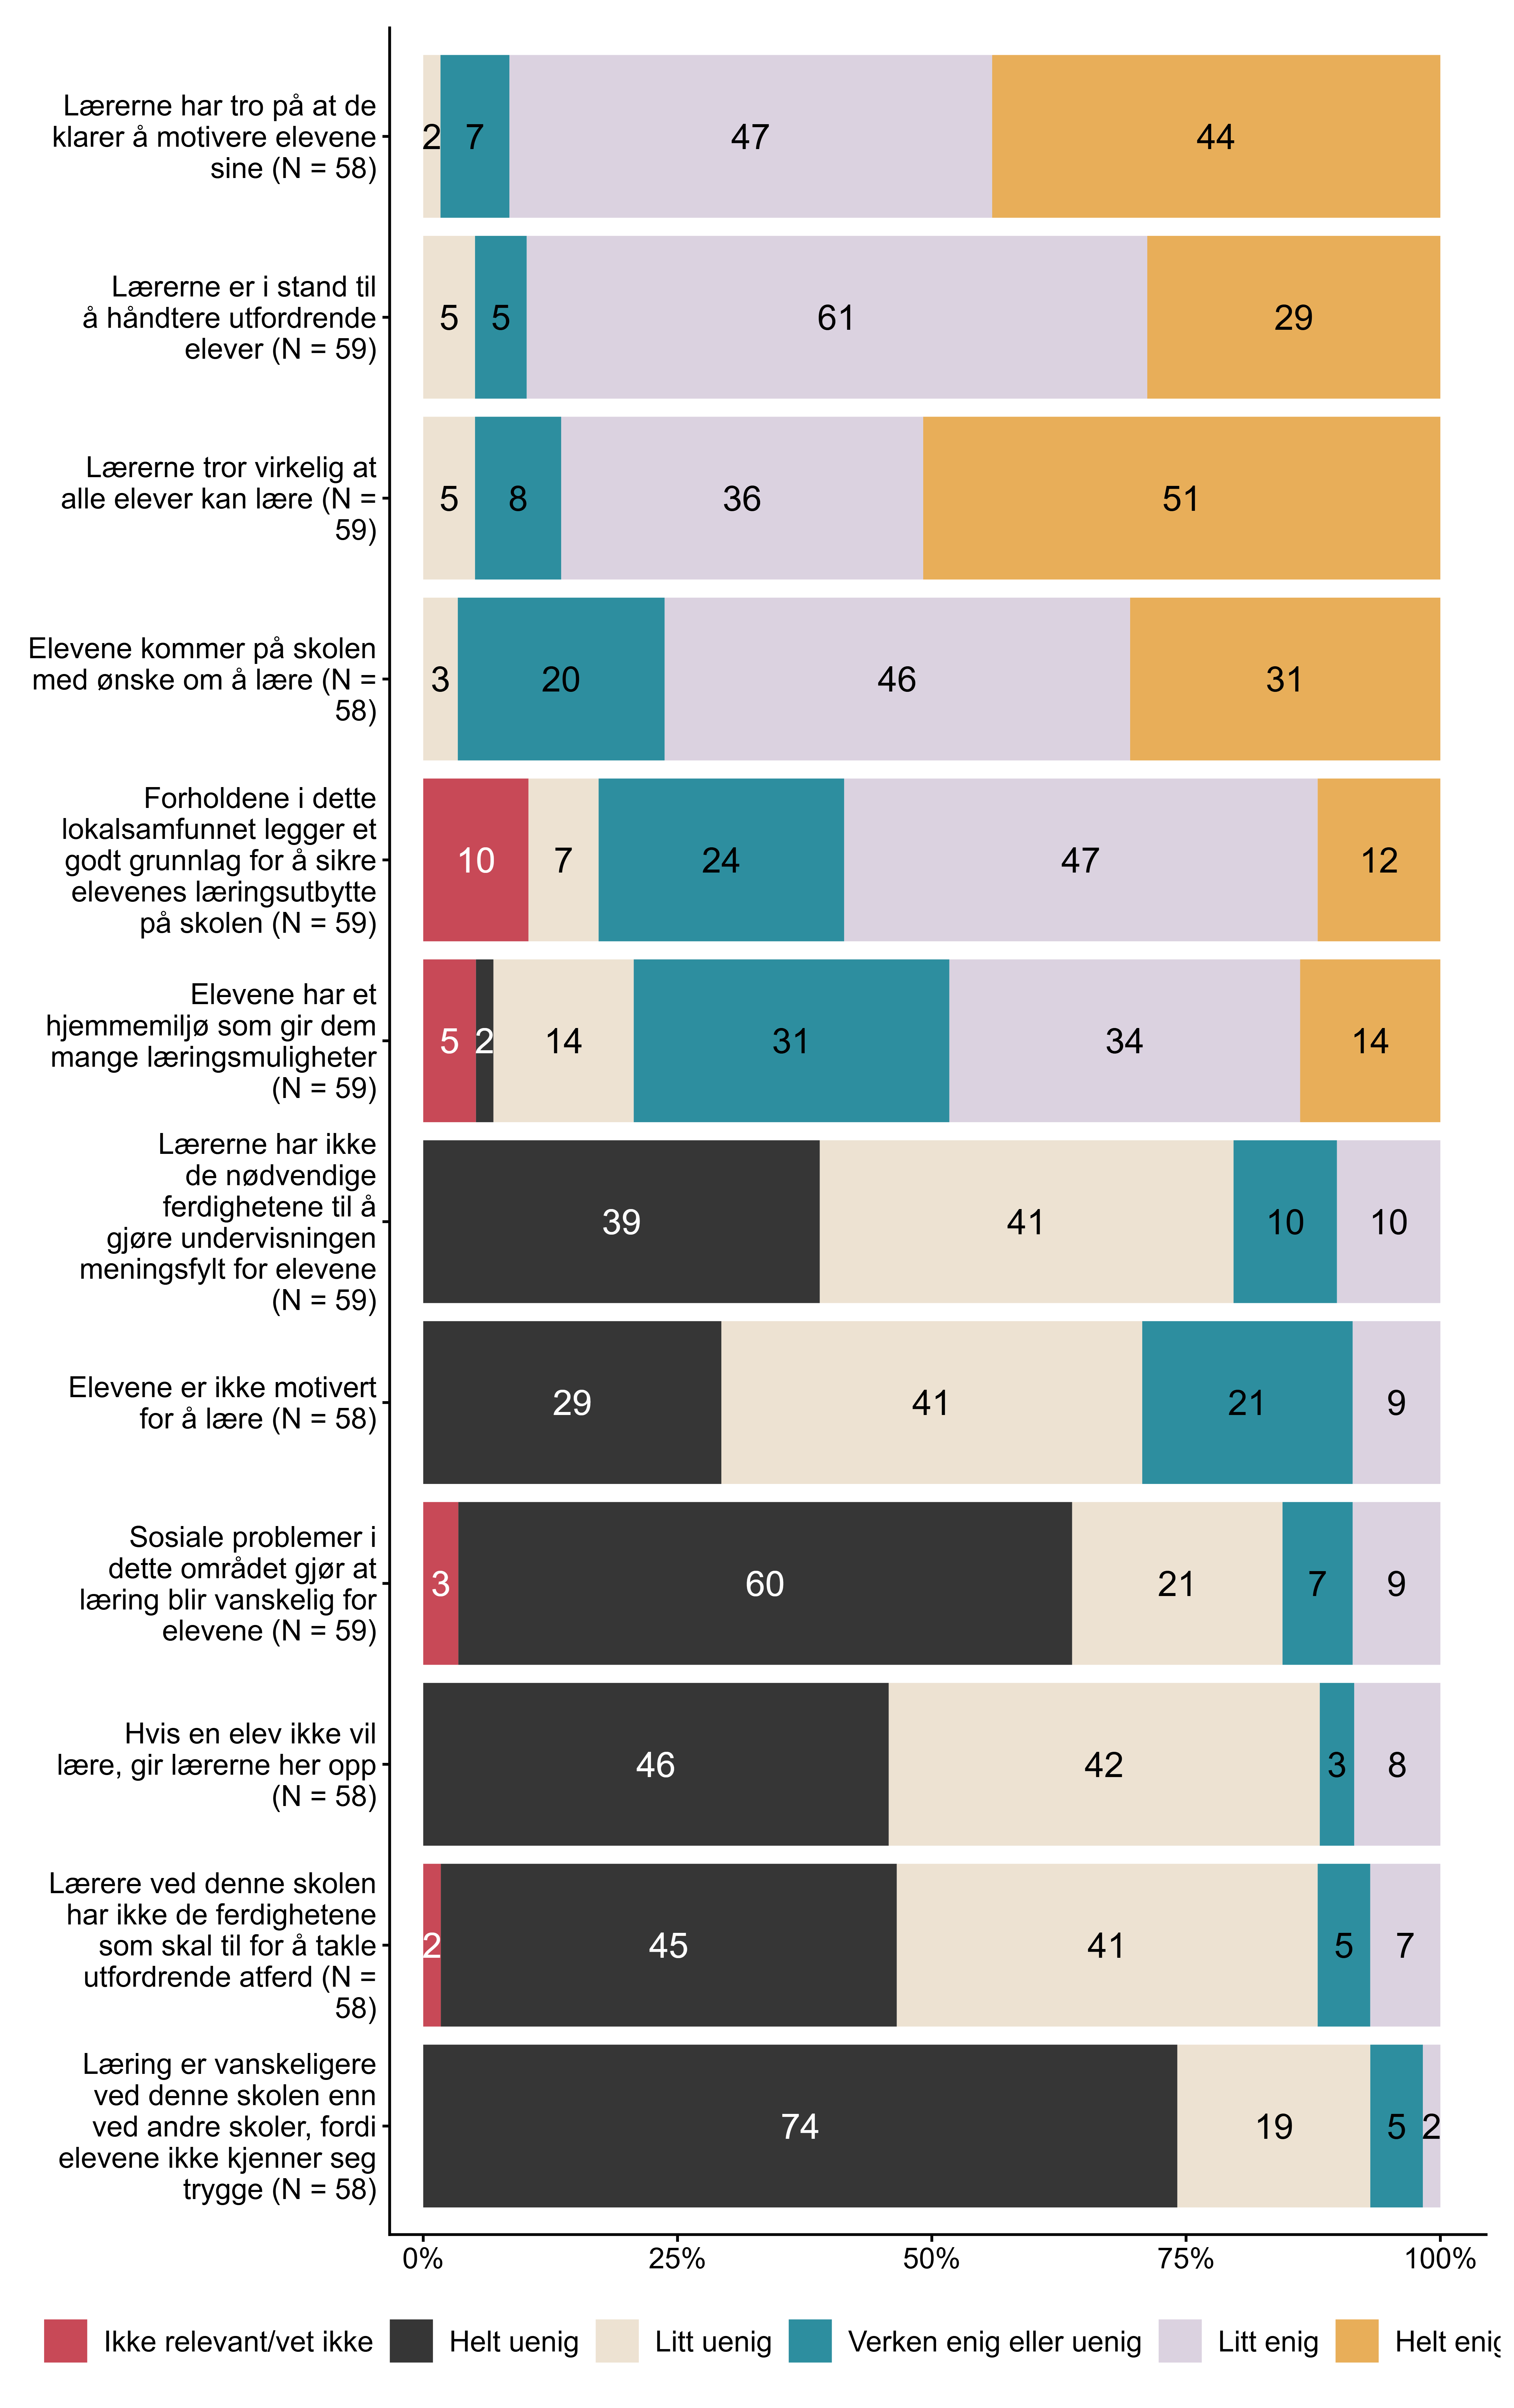 Lærerne har tro på at de
klarer å motivere elevene
sine (N = 58)
2 7 47 44
Lærerne er i stand til
å håndtere utfordrende
elever (N = 59)
5 5 61 29
Lærerne tror virkelig at
alle elever kan lære (N =
59)
5 8 36 51
Elevene kommer på skolen
med ønske om å lære (N =
58)
3 20 46 31
Forholdene i dette
lokalsamfunnet legger et
godt grunnlag for å sikre
elevenes læringsutbytte
på skolen (N = 59)
10 7 24 47 12
Elevene har et
hjemmemiljø som gir dem
mange læringsmuligheter
(N = 59)
5 2 14 31 34 14
Lærerne har ikke
de nødvendige
ferdighetene til å
gjøre undervisningen
meningsfylt for elevene
(N = 59)
39 41 10 10
Elevene er ikke motivert
for å lære (N = 58)
29 41 21 9
Sosiale problemer i
dette området gjør at
læring blir vanskelig for
elevene (N = 59)
3 60 21 7 9
Hvis en elev ikke vil
lære, gir lærerne her opp
(N = 58)
46 42 3 8
Lærere ved denne skolen
har ikke de ferdighetene
som skal til for å takle
utfordrende atferd (N =
58)
2 45 41 5 7
Læring er vanskeligere
ved denne skolen enn
ved andre skoler, fordi
elevene ikke kjenner seg
trygge (N = 58)
74 19 5 2
0% 25% 50% 75% 100%
Ikke relevant/vet ikke Helt uenig Litt uenig Verken enig eller uenig Litt enig Helt enig